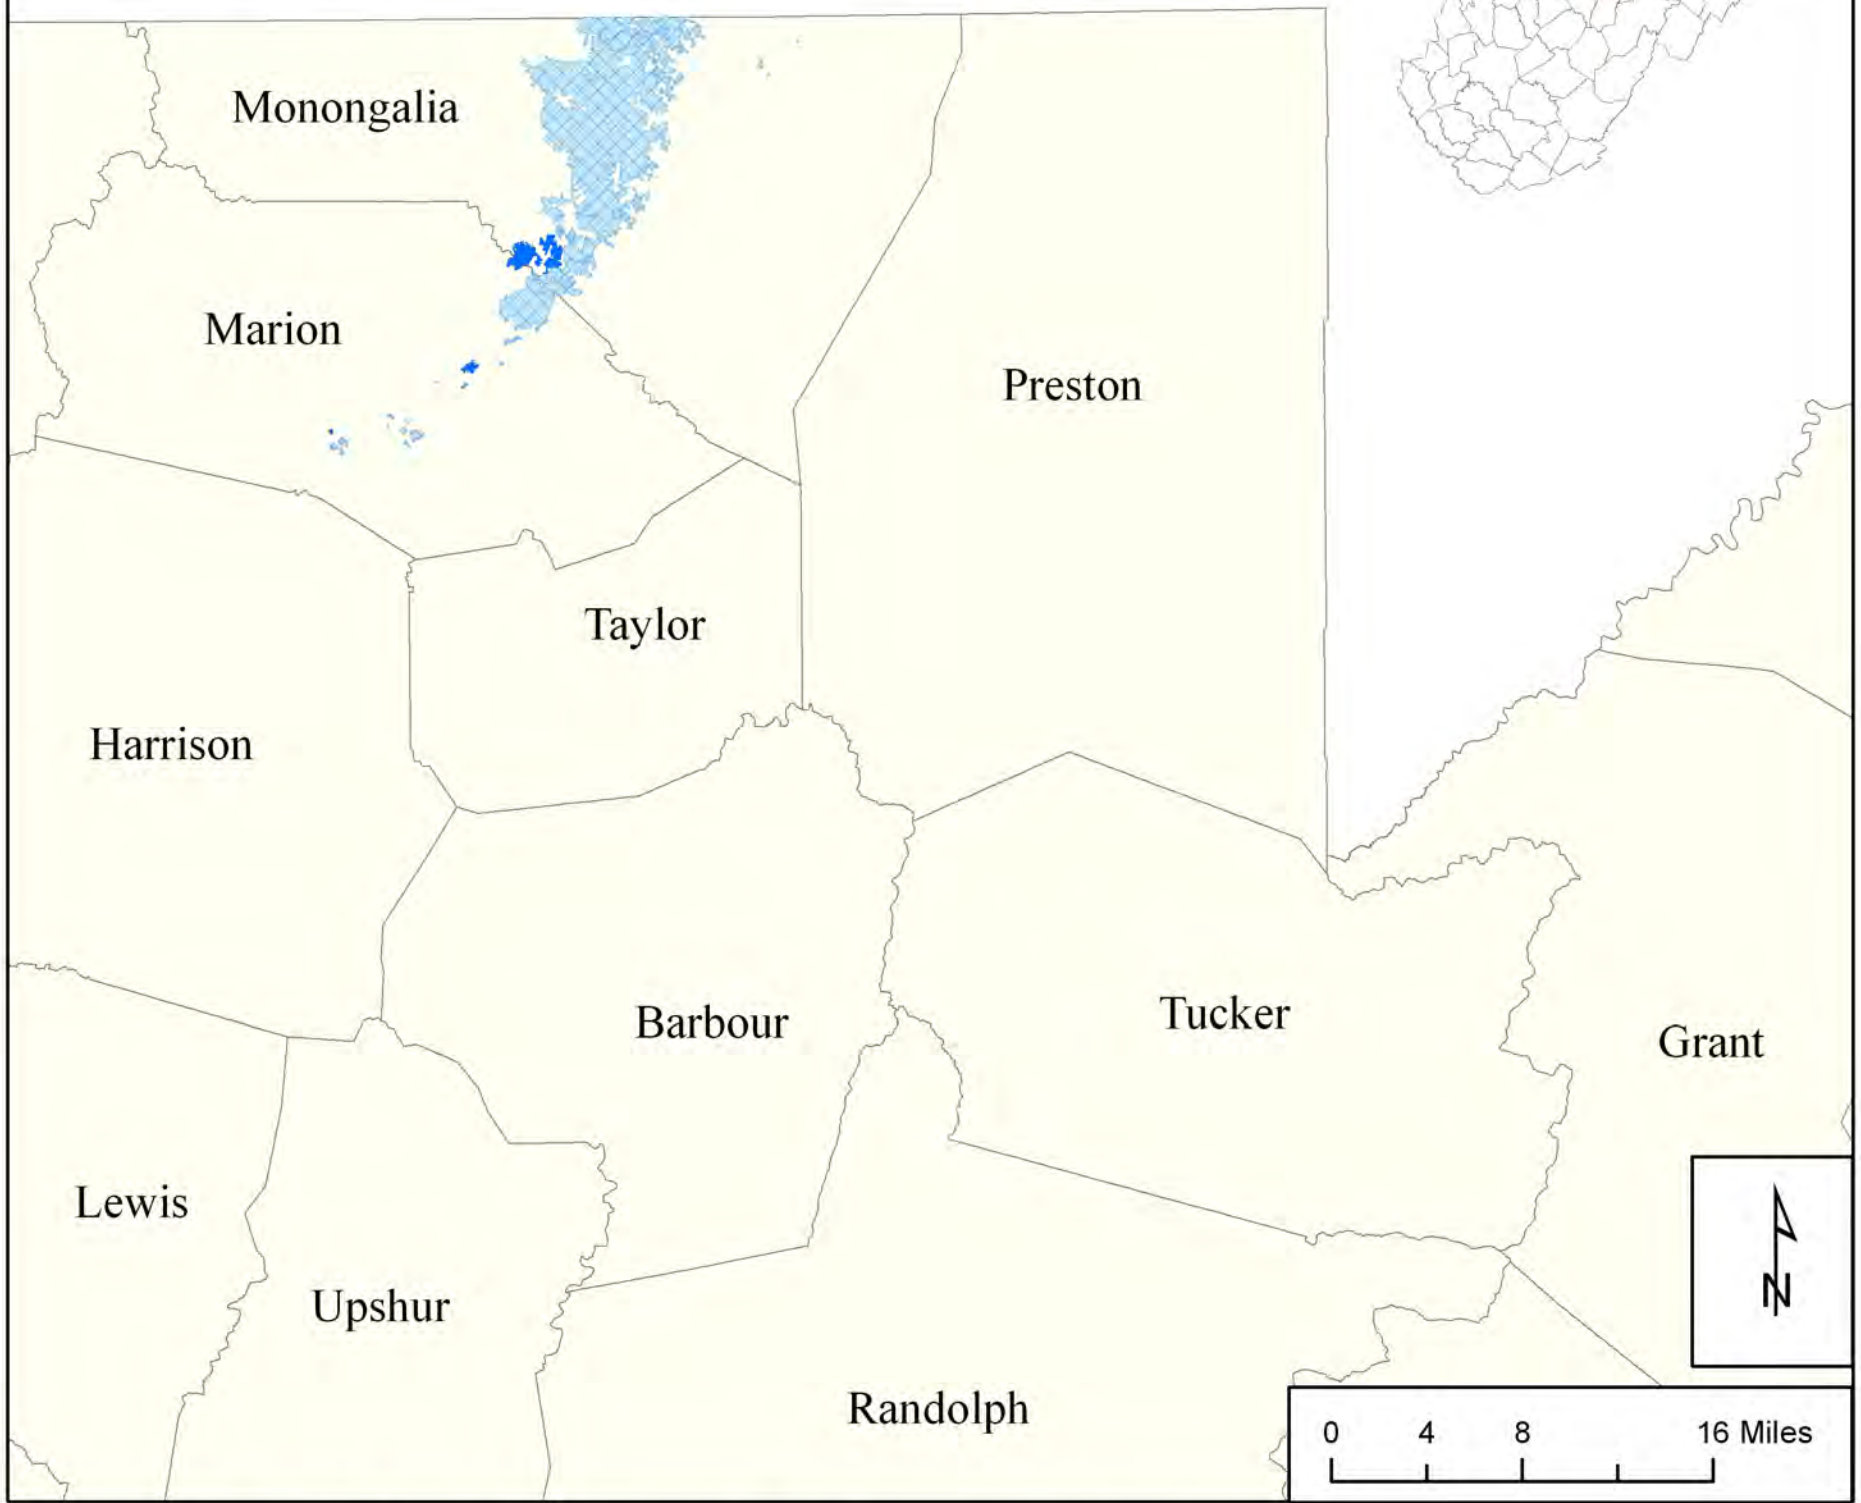 Monongalia
Marion
Preston
Taylor
Harrison
Barbour
Tucker
Grant
Lewis
Upshur
N
Randolph
0 4 8 16 Miles